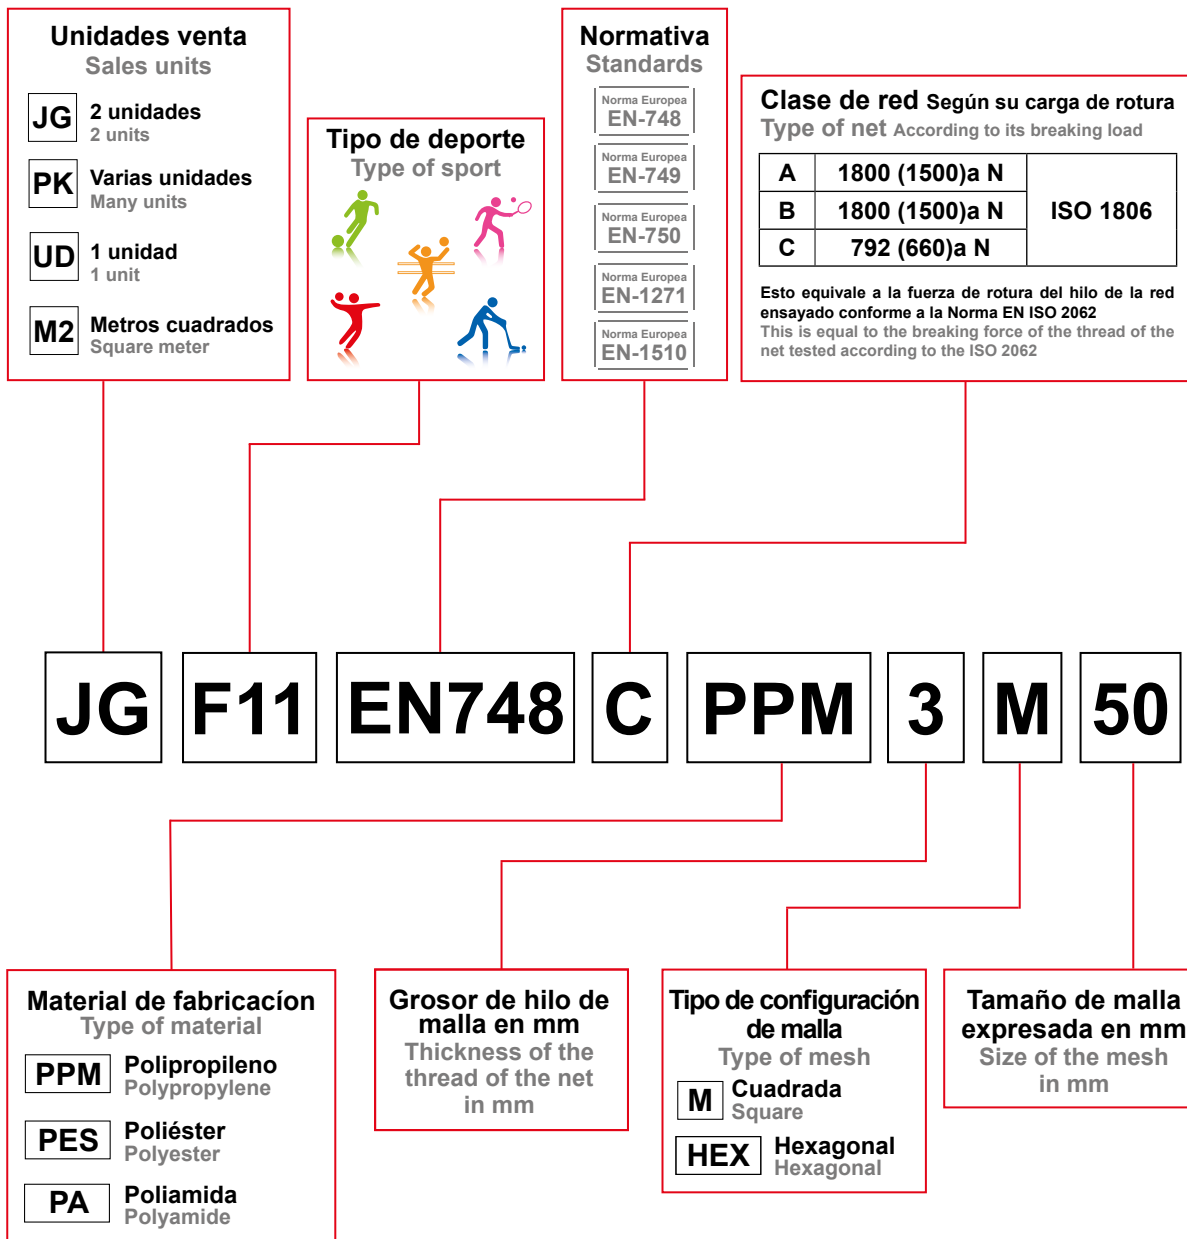 Unidades venta
Sales units
JG
2 unidades
2 units
PK
Varias unidades
Many units
UD
1 unidad
1 unit
M2
Metros cuadrados
Square meter
Tipo de deporte
Type of sport
Normativa
Standards
Norma Europea
EN-748
Norma Europea
EN-749
Norma Europea
EN-750
Norma Europea
EN-1271
Norma Europea
EN-1510
Clase de red Según su carga de rotura
Type of net According to its breaking load
A 1800 (1500)a N
B 1800 (1500)a N ISO 1806
C 792 (660)a N
Esto equivale a la fuerza de rotura del hilo de la red
ensayado conforme a la Norma EN ISO 2062
This is equal to the breaking force of the thread of the
net tested according to the ISO 2062
JG F11 EN748 C PPM 3 M 50
Material de fabricacíon
Type of material
PPM
Polipropileno
Polypropylene
PES
Poliéster
Polyester
PA
Poliamida
Polyamide
Grosor de hilo de
malla en mm
Thickness of the
thread of the net
in mm
Tipo de configuración
de malla
Type of mesh
M
Cuadrada
Square
HEX
Hexagonal
Hexagonal
Tamaño de malla
expresada en mm
Size of the mesh
in mm